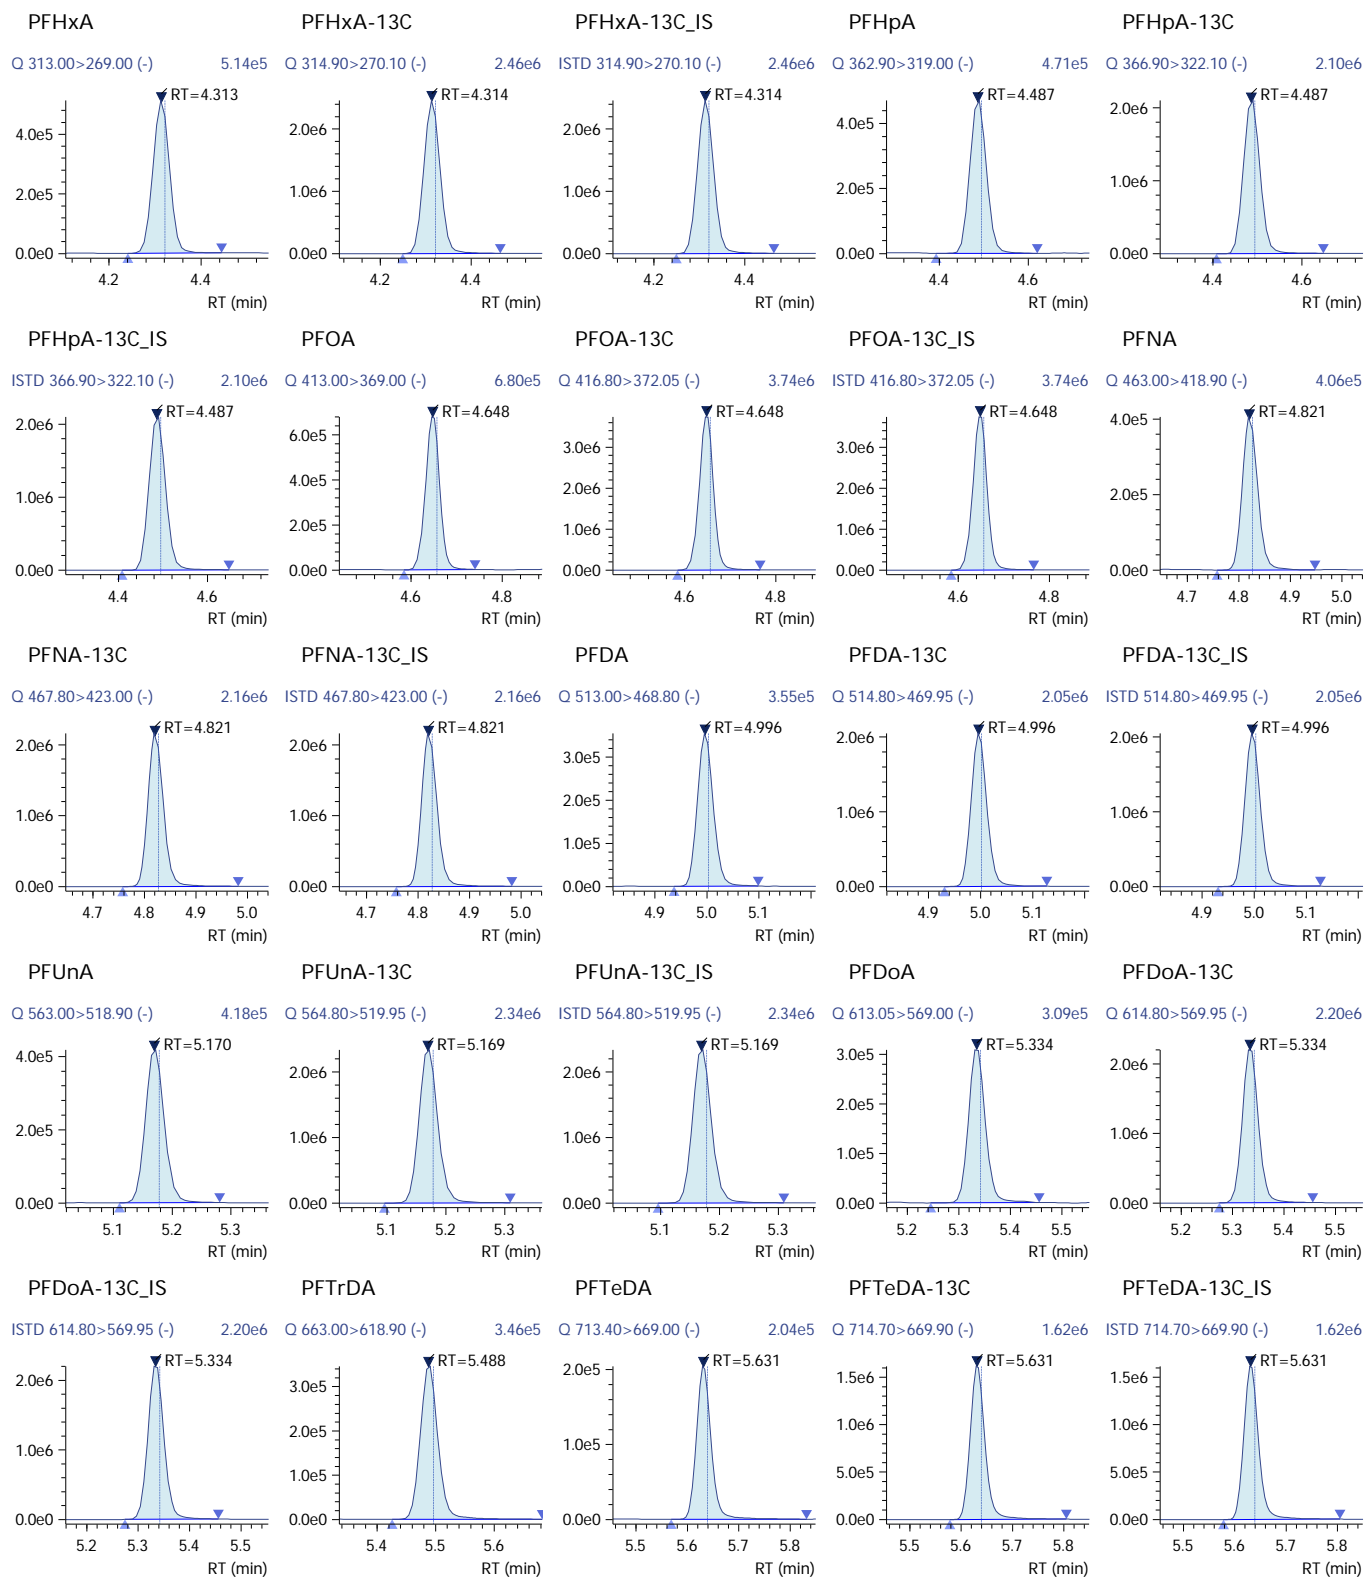 PFHxA PFHxA-13C PFHxA-13C_IS PFHpA PFHpA-13C
Q 313.00>269.00 (-) 5.14e5 Q 314.90>270.10 (-) 2.46e6 ISTD 314.90>270.10 (-) 2.46e6 Q 362.90>319.00 (-) 4.71e5 Q 366.90>322.10 (-) 2.10e6
RT=4.313 RT=4.314 RT=4.314 RT=4.487 RT=4.487
4.0e5 2.0e6 2.0e6 4.0e5 2.0e6
2.0e5 1.0e6 1.0e6 2.0e5 1.0e6
0.0e0 0.0e0 0.0e0 0.0e0 0.0e0
4.2 4.4 4.2 4.4 4.2 4.4 4.4 4.6 4.4 4.6
RT (min) RT (min) RT (min) RT (min) RT (min)
PFHpA-13C_IS PFOA PFOA-13C PFOA-13C_IS PFNA
ISTD 366.90>322.10 (-) 2.10e6 Q 413.00>369.00 (-) 6.80e5 Q 416.80>372.05 (-) 3.74e6 ISTD 416.80>372.05 (-) 3.74e6 Q 463.00>418.90 (-) 4.06e5
RT=4.487 RT=4.648 RT=4.648 RT=4.648 RT=4.821
2.0e6 6.0e5 3.0e6 3.0e6 4.0e5
1.0e6 4.0e5 2.0e6 2.0e6 2.0e5
2.0e5 1.0e6 1.0e6
0.0e0 0.0e0 0.0e0 0.0e0 0.0e0
4.4 4.6 4.6 4.8 4.6 4.8 4.6 4.8 4.7 4.8 4.9 5.0
RT (min) RT (min) RT (min) RT (min) RT (min)
PFNA-13C PFNA-13C_IS PFDA PFDA-13C PFDA-13C_IS
Q 467.80>423.00 (-) 2.16e6 ISTD 467.80>423.00 (-) 2.16e6 Q 513.00>468.80 (-) 3.55e5 Q 514.80>469.95 (-) 2.05e6 ISTD 514.80>469.95 (-) 2.05e6
RT=4.821 RT=4.821 RT=4.996 RT=4.996 RT=4.996
2.0e6 2.0e6 3.0e5 2.0e6 2.0e6
2.0e5
1.0e6 1.0e6 1.0e5 1.0e6 1.0e6
0.0e0 0.0e0 0.0e0 0.0e0 0.0e0
4.7 4.8 4.9 5.0 4.7 4.8 4.9 5.0 4.9 5.0 5.1 4.9 5.0 5.1 4.9 5.0 5.1
RT (min) RT (min) RT (min) RT (min) RT (min)
PFUnA PFUnA-13C PFUnA-13C_IS PFDoA PFDoA-13C
Q 563.00>518.90 (-) 4.18e5 Q 564.80>519.95 (-) 2.34e6 ISTD 564.80>519.95 (-) 2.34e6 Q 613.05>569.00 (-) 3.09e5 Q 614.80>569.95 (-) 2.20e6
RT=5.170 RT=5.169 RT=5.169 RT=5.334 RT=5.334
4.0e5 2.0e6 2.0e6 3.0e5 2.0e6
2.0e5 1.0e6 1.0e6 2.0e5 1.0e6
1.0e5
0.0e0 0.0e0 0.0e0 0.0e0 0.0e0
5.1 5.2 5.3 5.1 5.2 5.3 5.1 5.2 5.3 5.2 5.3 5.4 5.5 5.2 5.3 5.4 5.5
RT (min) RT (min) RT (min) RT (min) RT (min)
PFDoA-13C_IS PFTrDA PFTeDA PFTeDA-13C PFTeDA-13C_IS
ISTD 614.80>569.95 (-) 2.20e6 Q 663.00>618.90 (-) 3.46e5 Q 713.40>669.00 (-) 2.04e5 Q 714.70>669.90 (-) 1.62e6 ISTD 714.70>669.90 (-) 1.62e6
RT=5.334 RT=5.488 RT=5.631 RT=5.631 RT=5.631
2.0e6 3.0e5 2.0e5 1.5e6 1.5e6
1.0e6 2.0e5 1.0e5 1.0e6 1.0e6
1.0e5 5.0e5 5.0e5
0.0e0 0.0e0 0.0e0 0.0e0 0.0e0
5.2 5.3 5.4 5.5 5.4 5.5 5.6 5.5 5.6 5.7 5.8 5.5 5.6 5.7 5.8 5.5 5.6 5.7 5.8
RT (min) RT (min) RT (min) RT (min) RT (min)